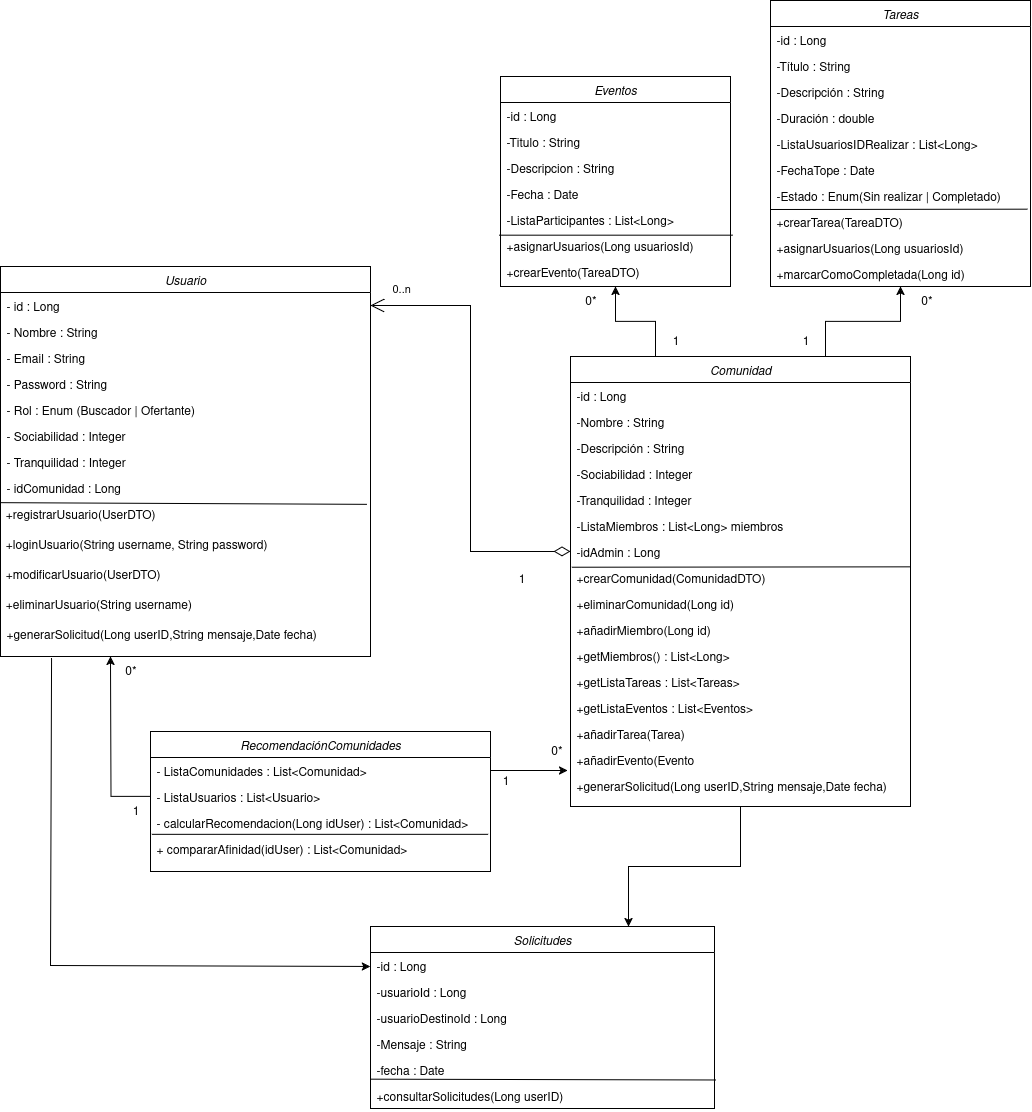 Tareas
-id : Long
-Título : String
-Descripción : String
-Duración : double
-ListaUsuariosIDRealizar : List<Long>
-FechaTope : Date
-Estado : Enum(Sin realizar | Completado)
+crearTarea(TareaDTO)
+asignarUsuarios(Long usuariosId)
+marcarComoCompletada(Long id)
Eventos
-id : Long
-Titulo : String
-Descripcion : String
-Fecha : Date
-ListaParticipantes : List<Long>
+asignarUsuarios(Long usuariosId)
+crearEvento(TareaDTO)
0*
0*
1
1
Usuario
- id : Long
- Nombre : String
- Email : String
- Password : String
- Rol : Enum (Buscador | Ofertante)
- Sociabilidad : Integer
- Tranquilidad : Integer
- idComunidad : Long
+registrarUsuario(UserDTO)
+loginUsuario(String username, String password)
+modificarUsuario(UserDTO)
+eliminarUsuario(String username)
+generarSolicitud(Long userID,String mensaje,Date fecha)
0..n
1
Comunidad
-id : Long
-Nombre : String
-Descripción : String
-Sociabilidad : Integer
-Tranquilidad : Integer
-ListaMiembros : List<Long> miembros
-idAdmin : Long
+crearComunidad(ComunidadDTO)
+eliminarComunidad(Long id)
+añadirMiembro(Long id)
+getMiembros() : List<Long>
+getListaTareas : List<Tareas>
+getListaEventos : List<Eventos>
+añadirTarea(Tarea)
+añadirEvento(Evento
+generarSolicitud(Long userID,String mensaje,Date fecha)
0*
1
0*
1
RecomendaciónComunidades
- ListaComunidades : List<Comunidad>
- ListaUsuarios : List<Usuario>
- calcularRecomendacion(Long idUser) : List<Comunidad>
+ compararAfinidad(idUser) : List<Comunidad>
Solicitudes
-id : Long
-usuarioId : Long
-usuarioDestinoId : Long
-Mensaje : String
-fecha : Date
+consultarSolicitudes(Long userID)